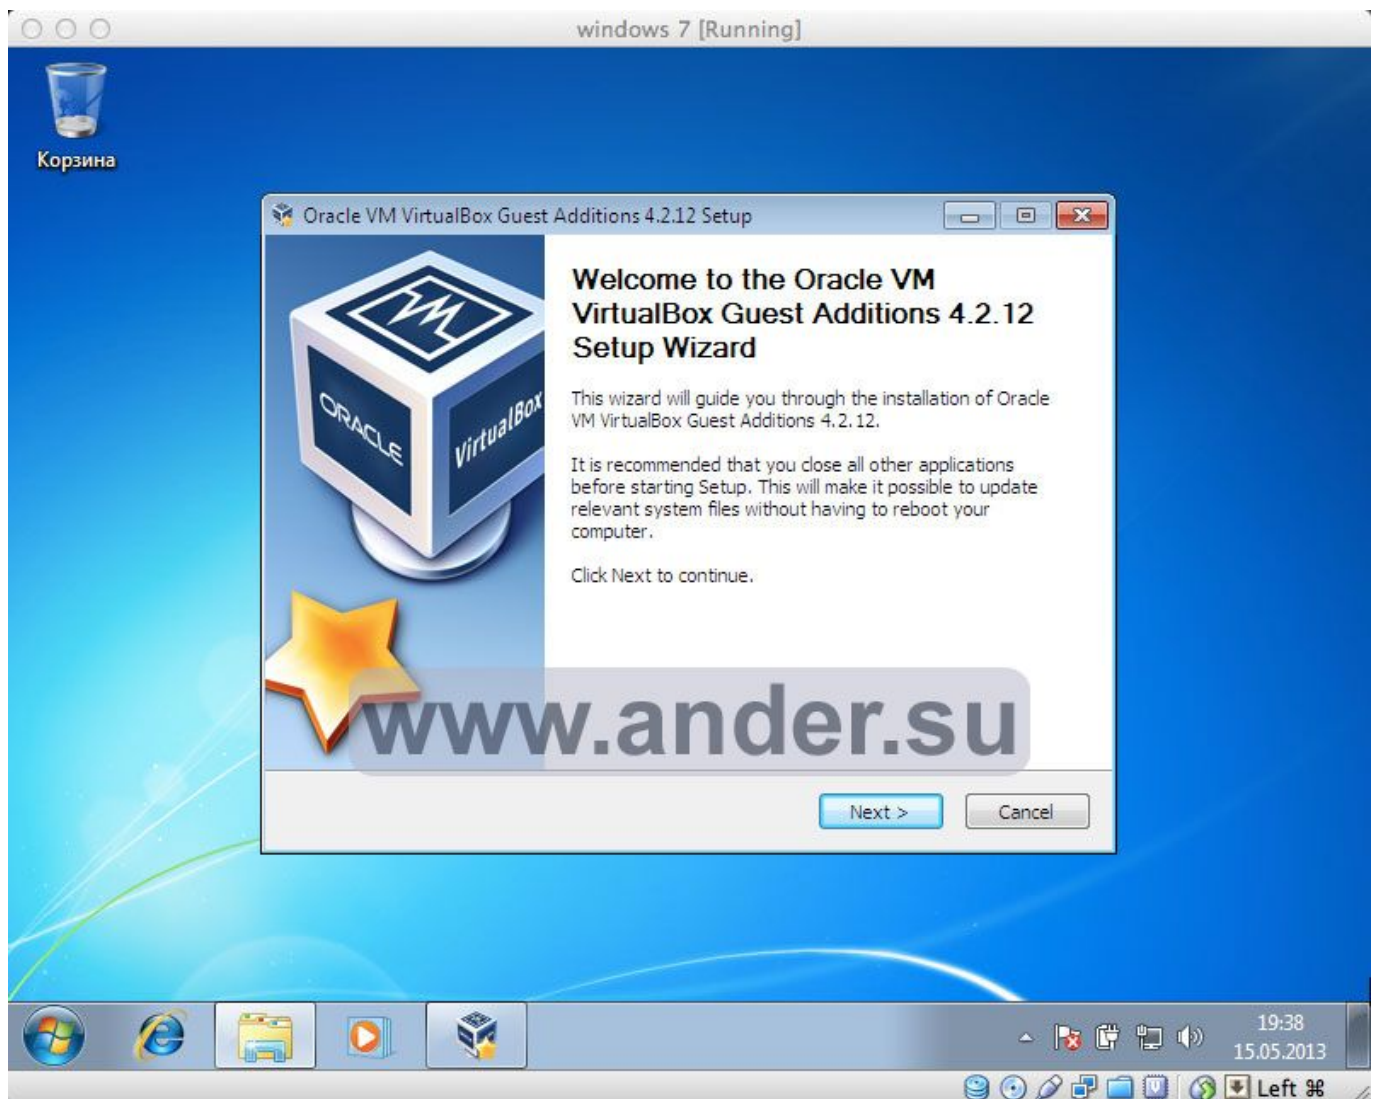 windows 7 [Running]
Корзина
Oracle VM VirtualBox Guest Additions 4.2.12 Setup
Welcome to the Oracle VM
VirtualBox Guest Additions 4.2.12
Setup Wizard
This wizard will guide you through the installation of Oracle
VM VirtualBox Guest Additions 4.2.12.
It is recommended that you close all other applications
before starting Setup. This will make it possible to update
relevant system files without having to reboot your
computer.
Click Next to continue.
ORACLE
VirtualBox
www.ander.su
Next >
Cancel
19:38
15.05.2013
Left ⌘